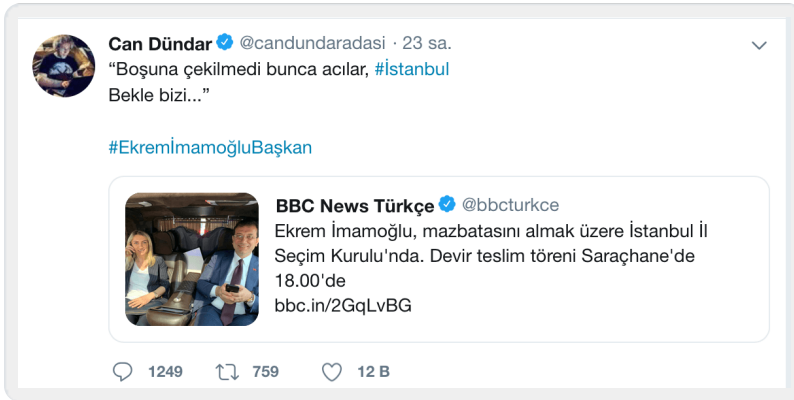 Can Dündar @candundaradasi · 23 sa.
“Boşuna çekilmedi bunca acılar, #İstanbul
Bekle bizi...”
#EkremİmamoğluBaşkan
BBC News Türkçe @bbcturkce
Ekrem İmamoğlu, mazbatasını almak üzere İstanbul İl
Seçim Kurulu'nda. Devir teslim töreni Saraçhane'de
18.00'de
bbc.in/2GqLvBG
1249 759 12 B